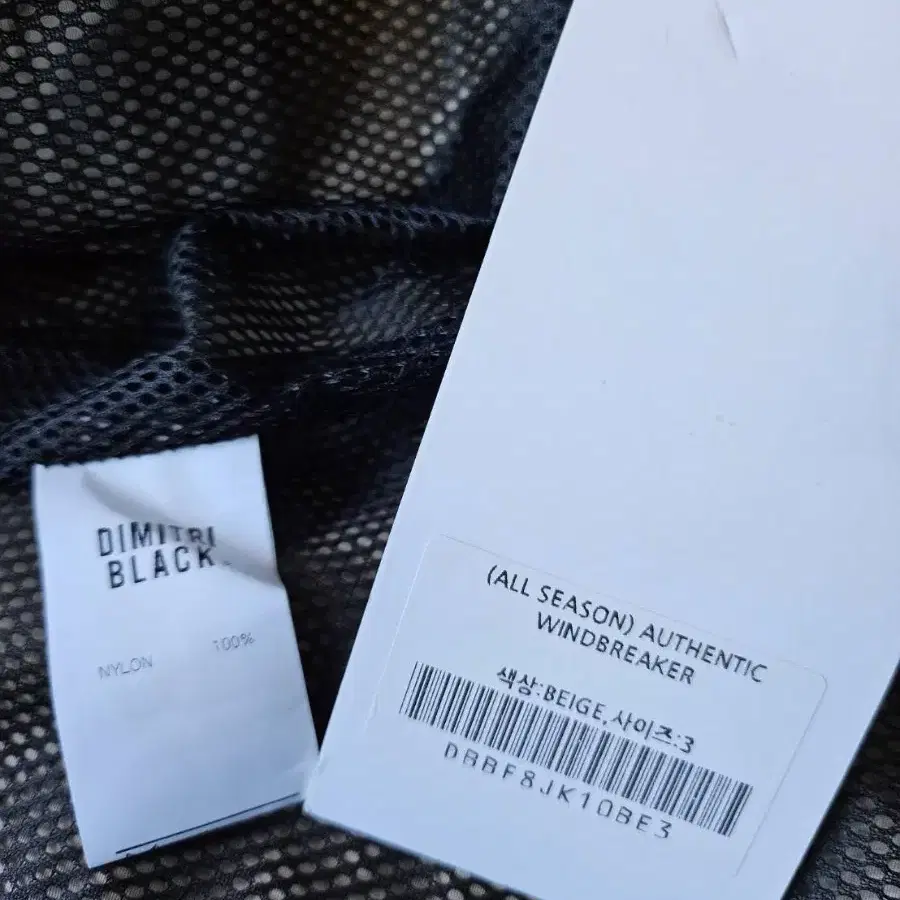 DIMITRI
BLACK.
NYLON 100%
(ALL SEASON) AUTHENTIC
WINDBREAKER
색상:BEIGE,사이즈:3
DBBF8JK10BE3